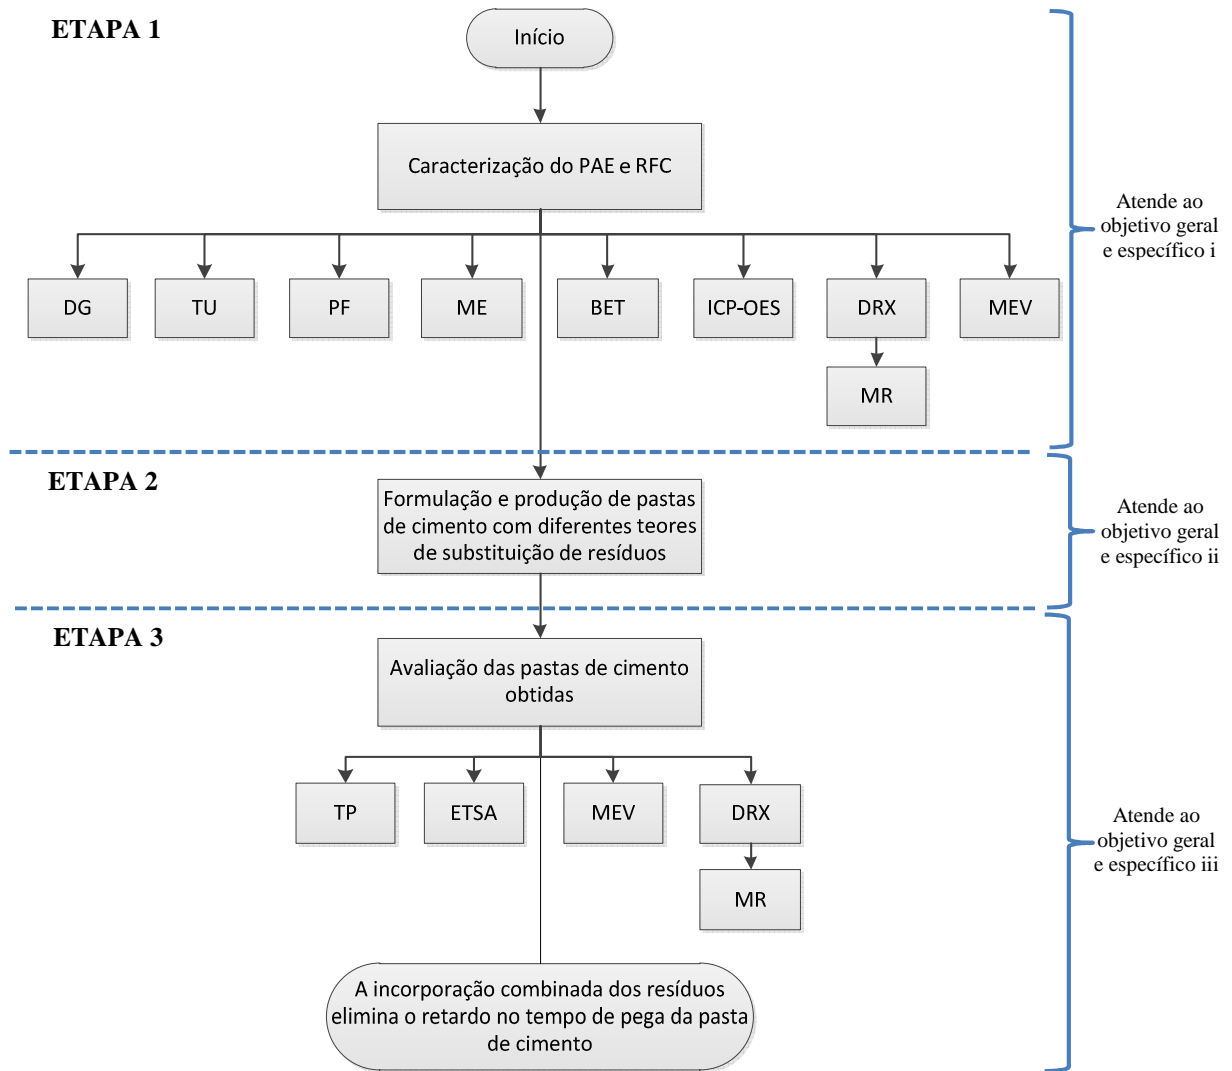 ETAPA 1
Início
Caracterização do PAE e RFC
DG
TU
PF
ME
BET
ICP-OES
DRX
MEV
MR
Atende ao
objetivo geral
e específico i
ETAPA 2
Formulação e produção de pastas
de cimento com diferentes teores
de substituição de resíduos
Atende ao
objetivo geral
e específico ii
ETAPA 3
Avaliação das pastas de cimento
obtidas
TP
ETSA
MEV
DRX
MR
Atende ao
objetivo geral
e específico iii
A incorporação combinada dos resíduos
elimina o retardo no tempo de pega da pasta
de cimento